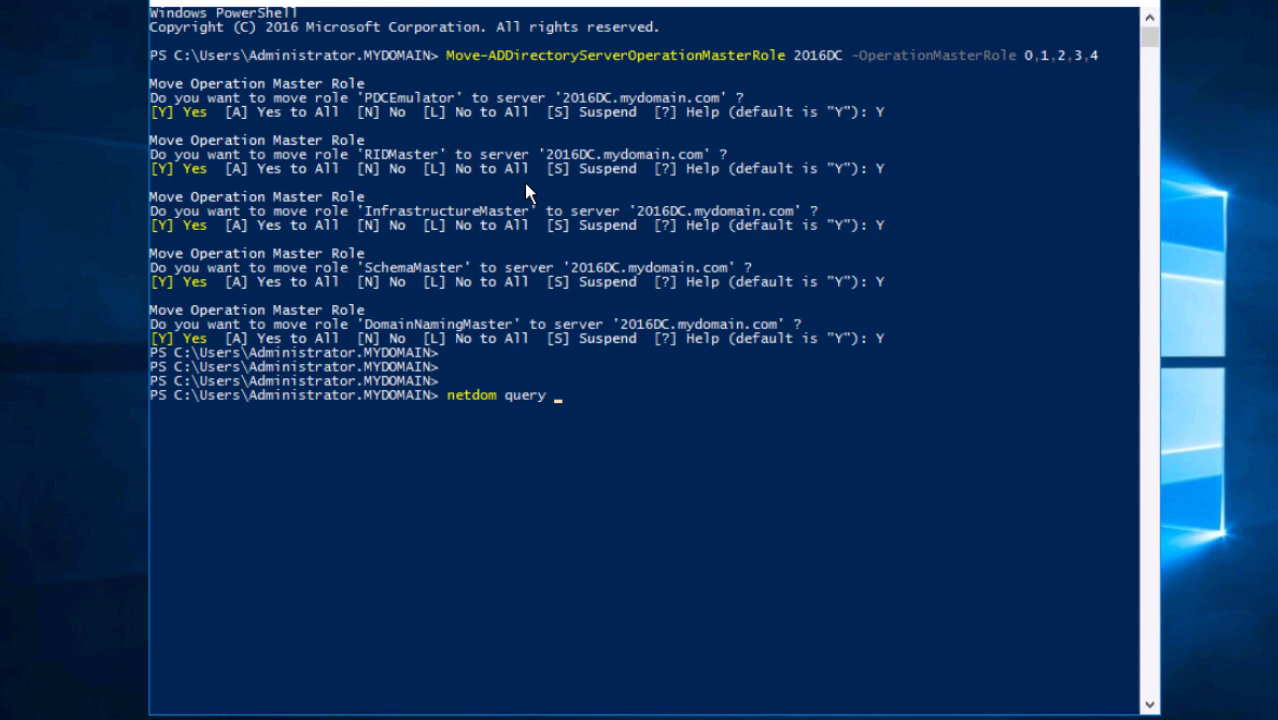 Windows PowerShell
Copyright (C) 2016 Microsoft Corporation. All rights reserved.
PS C:\Users\Administrator.MYDOMAIN> Move-ADDirectoryServerOperationMasterRole 2016DC -OperationMasterRole 0,1,2,3,4
Move Operation Master Role
Do you want to move role 'PDCEmulator' to server '2016DC.mydomain.com' ?
[Y] Yes [A] Yes to All [N] No [L] No to All [S] Suspend [?] Help (default is "Y"): Y
Move Operation Master Role
Do you want to move role 'RIDMaster' to server '2016DC.mydomain.com' ?
[Y] Yes [A] Yes to All [N] No [L] No to All [S] Suspend [?] Help (default is "Y"): Y
Move Operation Master Role
Do you want to move role 'InfrastructureMaster' to server '2016DC.mydomain.com' ?
[Y] Yes [A] Yes to All [N] No [L] No to All [S] Suspend [?] Help (default is "Y"): Y
Move Operation Master Role
Do you want to move role 'SchemaMaster' to server '2016DC.mydomain.com' ?
[Y] Yes [A] Yes to All [N] No [L] No to All [S] Suspend [?] Help (default is "Y"): Y
Move Operation Master Role
Do you want to move role 'DomainNamingMaster' to server '2016DC.mydomain.com' ?
[Y] Yes [A] Yes to All [N] No [L] No to All [S] Suspend [?] Help (default is "Y"): Y
PS C:\Users\Administrator.MYDOMAIN>
PS C:\Users\Administrator.MYDOMAIN>
PS C:\Users\Administrator.MYDOMAIN>
PS C:\Users\Administrator.MYDOMAIN> netdom query _